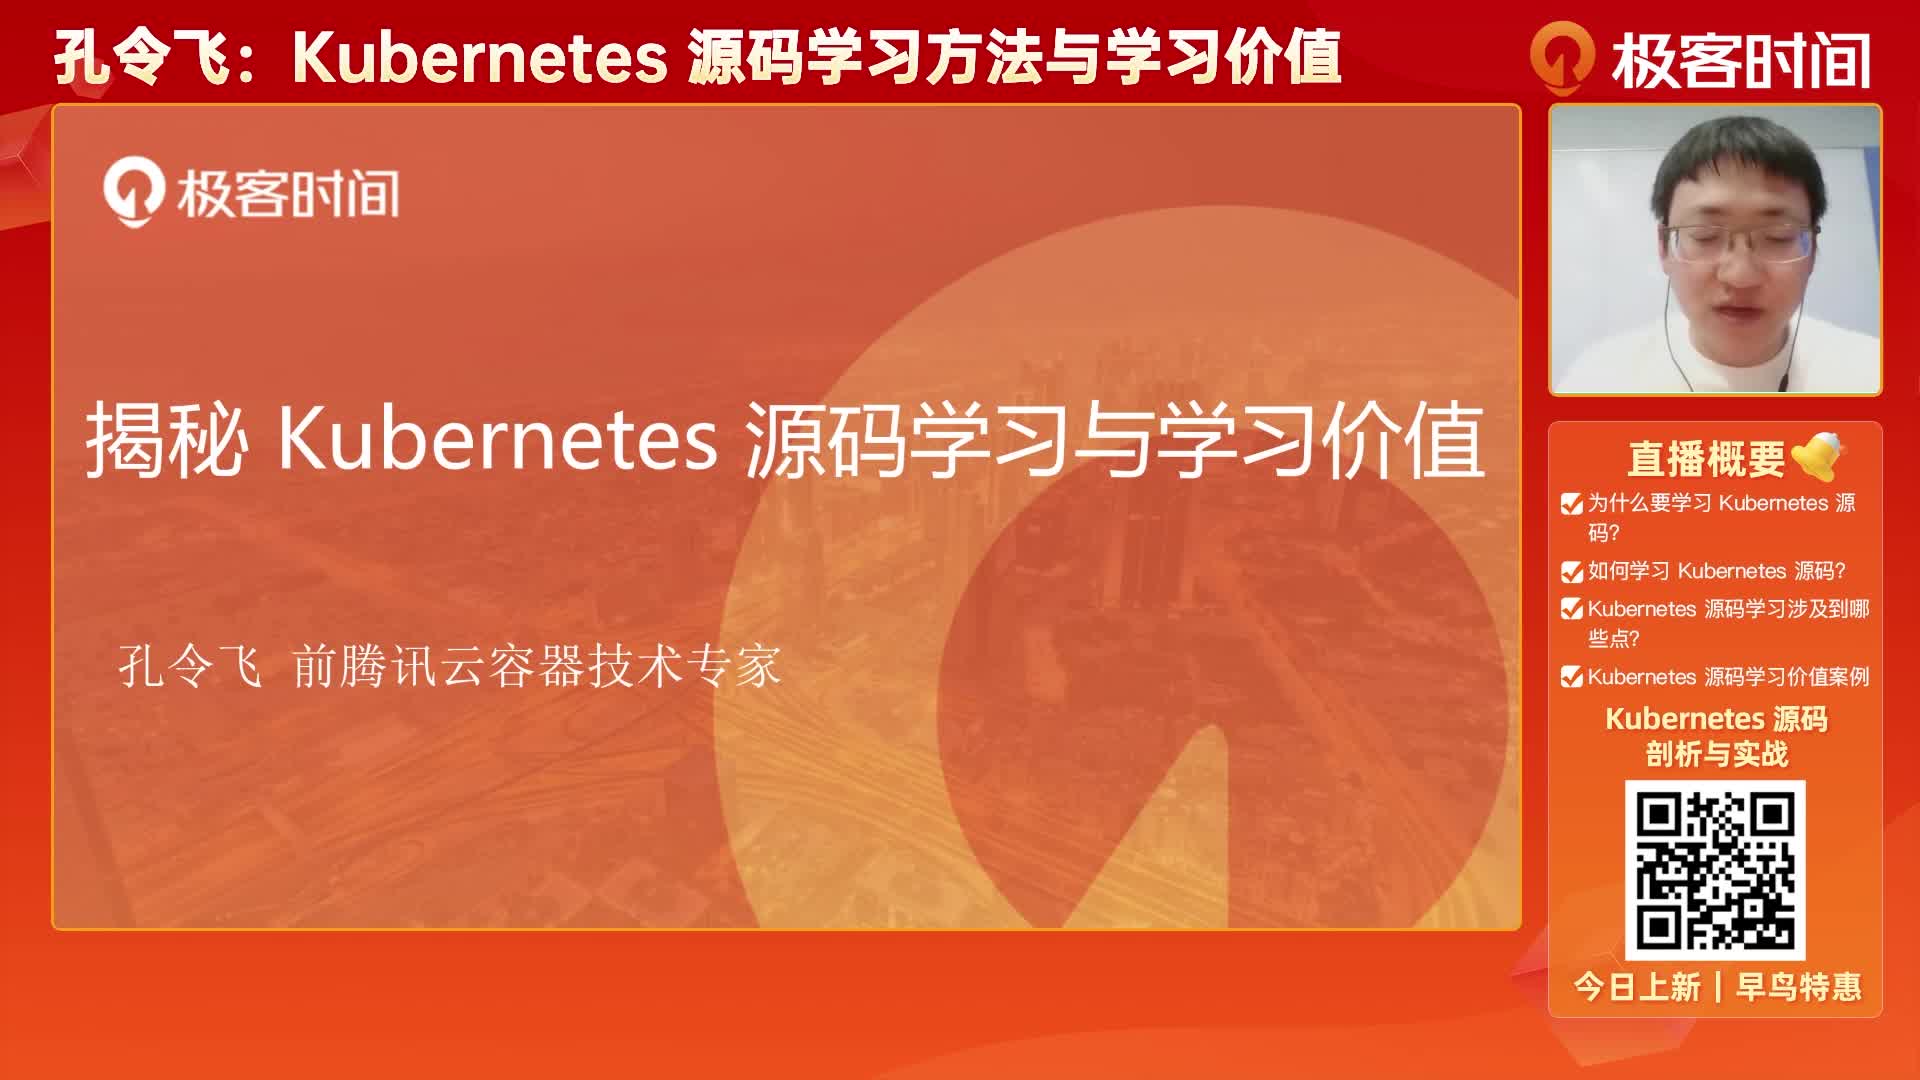 孔令飞：Kubernetes 源码学习方法与学习价值
极客时间
极客时间
揭秘 Kubernetes 源码学习与学习价值
孔令飞 前腾讯云容器技术专家
直播概要
为什么要学习 Kubernetes 源
码？
如何学习 Kubernetes 源码？
Kubernetes 源码学习涉及到哪
些点？
Kubernetes 源码学习价值案例
Kubernetes 源码
剖析与实战
今日上新｜早鸟特惠